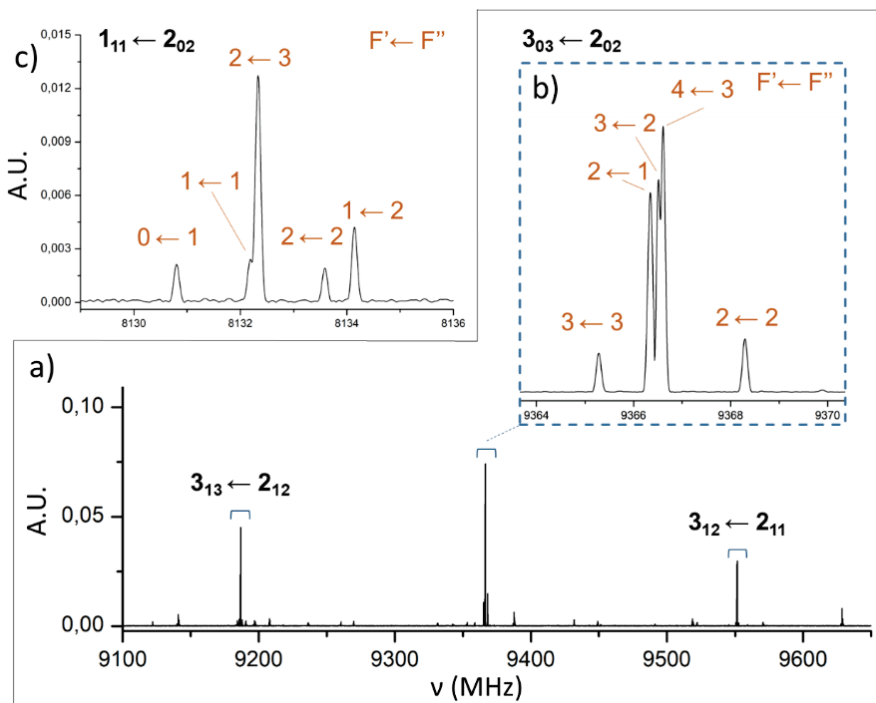 c)
1₁₁ ← 2₀₂
F' ← F"
0,015
0,012
0,009
0,006
0,003
0,000
A.U.
2 ← 3
1 ← 1
0 ← 1
2 ← 2
1 ← 2
8130
8132
8134
8136
3₀₃ ← 2₀₂
b)
F' ← F"
4 ← 3
3 ← 2
2 ← 1
3 ← 3
2 ← 2
9364
9366
9368
9370
a)
0,10
0,05
0,00
A.U.
3₁₃ ← 2₁₂
3₁₂ ← 2₁₁
9100
9200
9300
9400
9500
9600
ν (MHz)